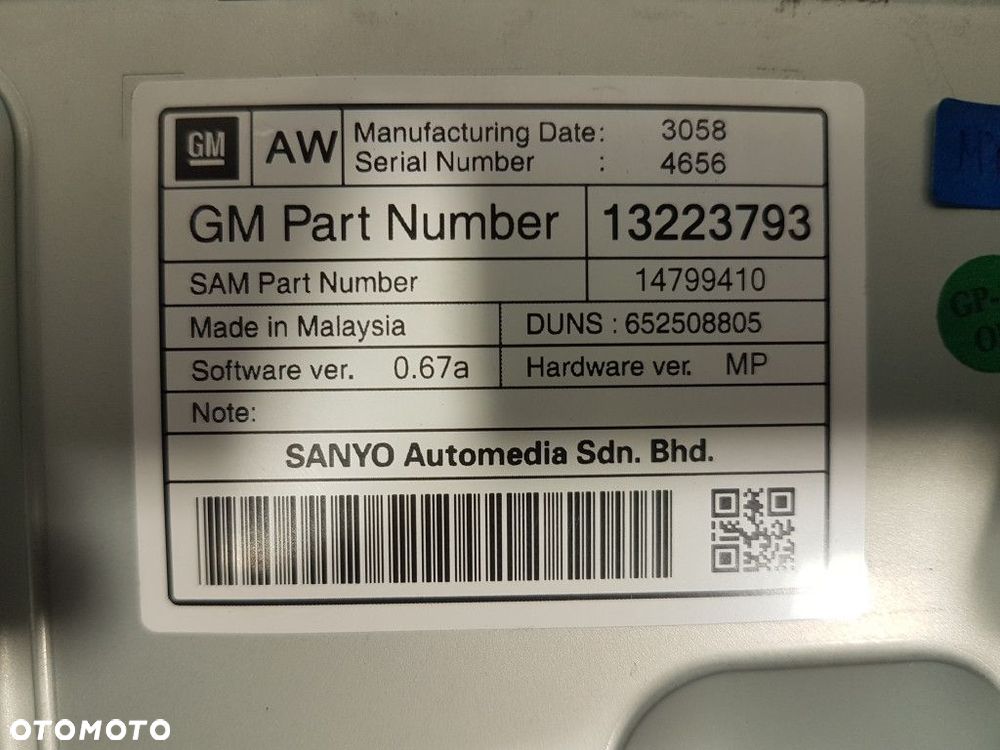 GM AW Manufacturing Date: 3058
Serial Number : 4656
GM Part Number 13223793
SAM Part Number 14799410
Made in Malaysia DUNS : 652508805
Software ver. 0.67a Hardware ver. MP
Note:
SANYO Automedia Sdn. Bhd.
GP-
OTOMOTO